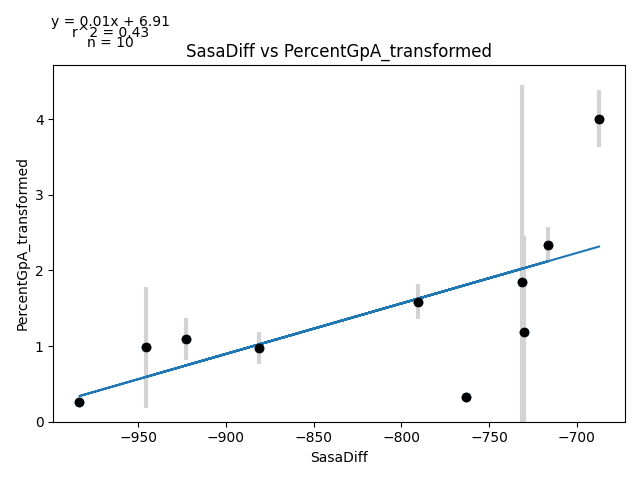 y = 0.01x + 6.91
r^2 = 0.43
n = 10
SasaDiff vs PercentGpA_transformed
PercentGpA_transformed
4
3
2
1
0
−950
−900
−850
−800
−750
−700
SasaDiff